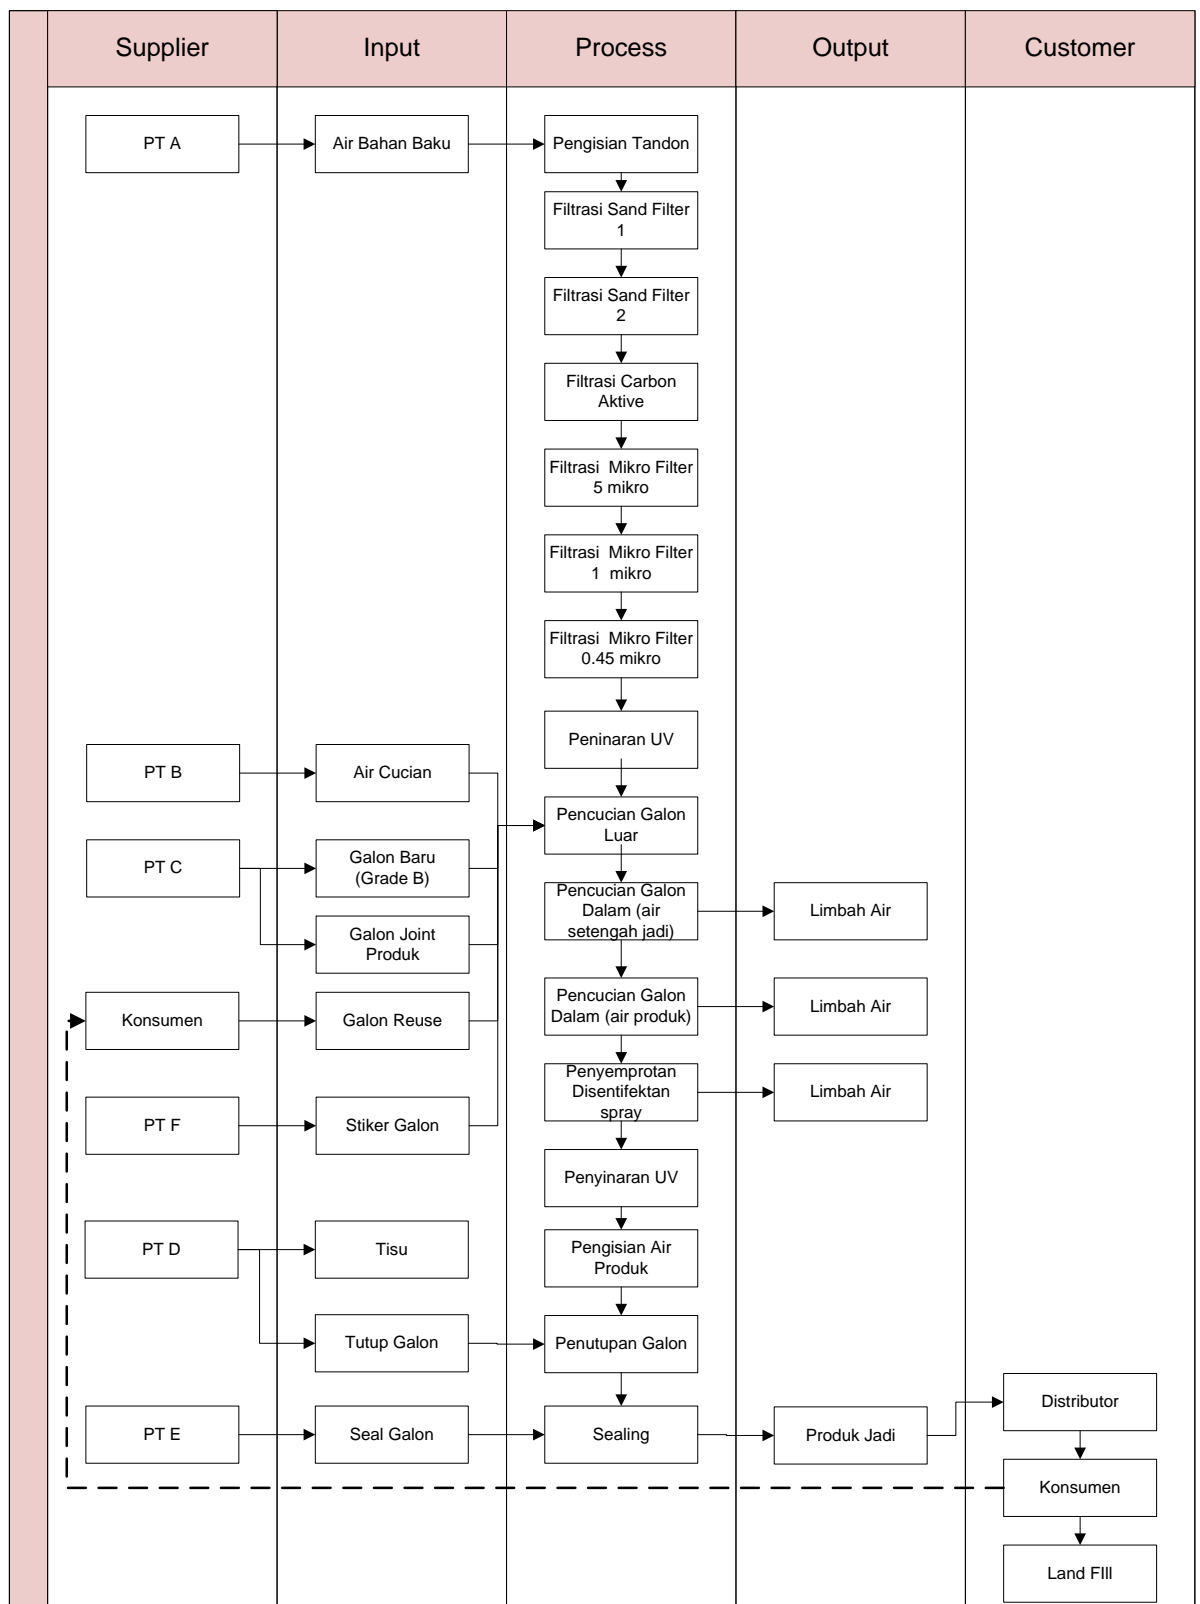 Supplier
Input
Process
Output
Customer
PT A
Air Bahan Baku
Pengisian Tandon
Filtrasi Sand Filter
1
Filtrasi Sand Filter
2
Filtrasi Carbon
Aktive
Filtrasi  Mikro Filter
5 mikro
Filtrasi  Mikro Filter
1  mikro
Filtrasi  Mikro Filter
0.45 mikro
Peninaran UV
PT B
Air Cucian
Pencucian Galon
Luar
PT C
Galon Baru
(Grade B)
Galon Joint
Produk
Pencucian Galon
Dalam (air
setengah jadi)
Limbah Air
Konsumen
Galon Reuse
Pencucian Galon
Dalam (air produk)
Limbah Air
PT F
Stiker Galon
Penyemprotan
Disentifektan
spray
Limbah Air
Penyinaran UV
PT D
Tisu
Pengisian Air
Produk
Tutup Galon
Penutupan Galon
PT E
Seal Galon
Sealing
Produk Jadi
Distributor
Konsumen
Land FIll